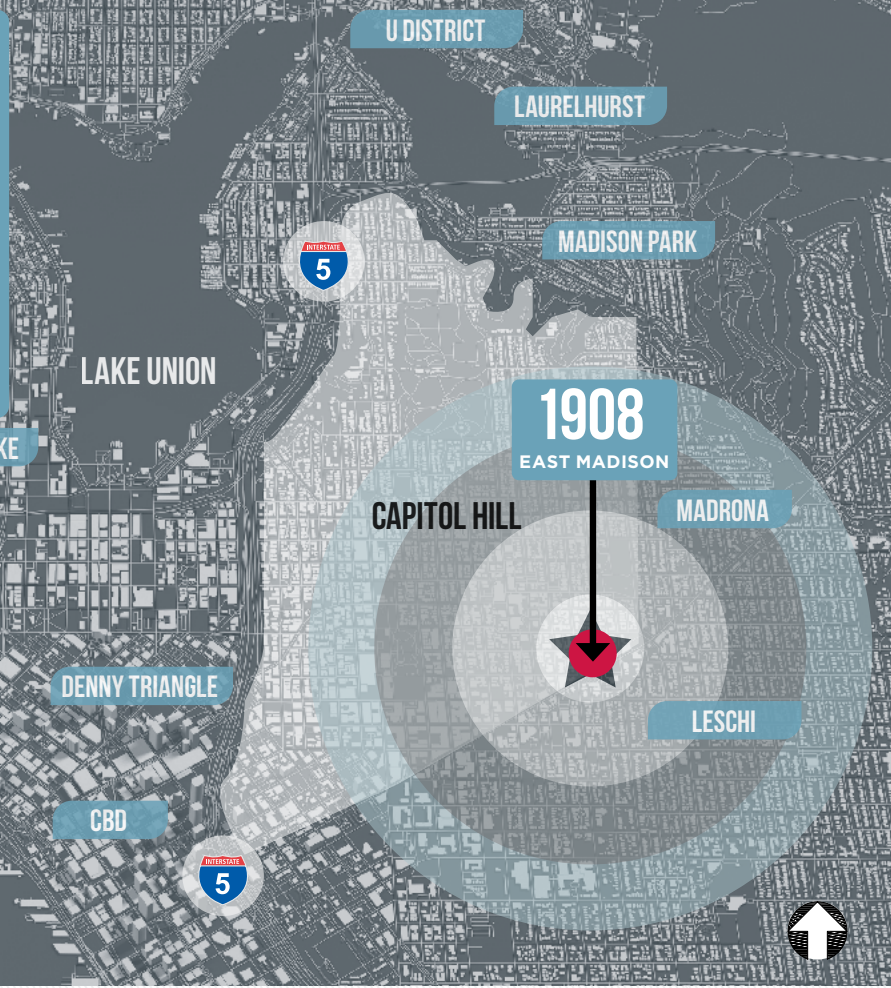 U DISTRICT
LAURELHURST
MADISON PARK
INTERSTATE
5
LAKE UNION
1908
EAST MADISON
KE
CAPITOL HILL
MADRONA
DENNY TRIANGLE
LESCHI
CBD
INTERSTATE
5